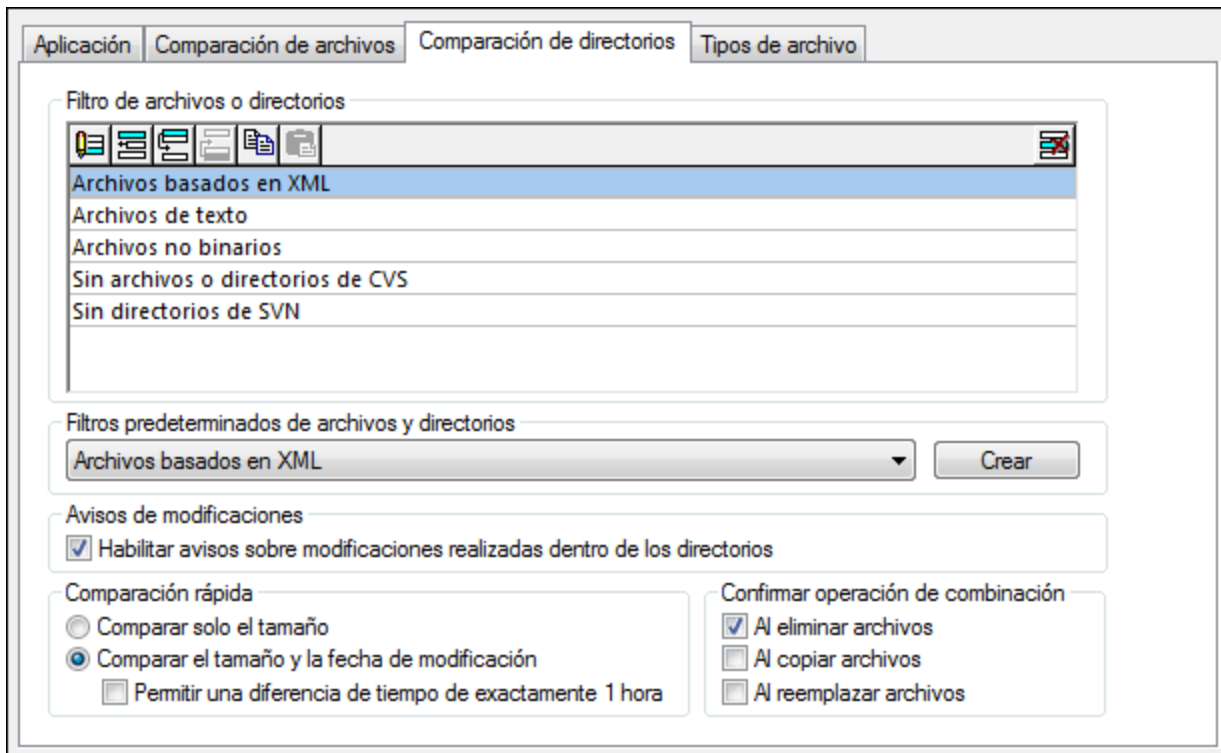 Aplicación
Comparación de archivos
Comparación de directorios
Tipos de archivo
Filtro de archivos o directorios
Archivos basados en XML
Archivos de texto
Archivos no binarios
Sin archivos o directorios de CVS
Sin directorios de SVN
Filtros predeterminados de archivos y directorios
Archivos basados en XML
Crear
Avisos de modificaciones
Habilitar avisos sobre modificaciones realizadas dentro de los directorios
Comparación rápida
Comparar solo el tamaño
Comparar el tamaño y la fecha de modificación
Permitir una diferencia de tiempo de exactamente 1 hora
Confirmar operación de combinación
Al eliminar archivos
Al copiar archivos
Al reemplazar archivos